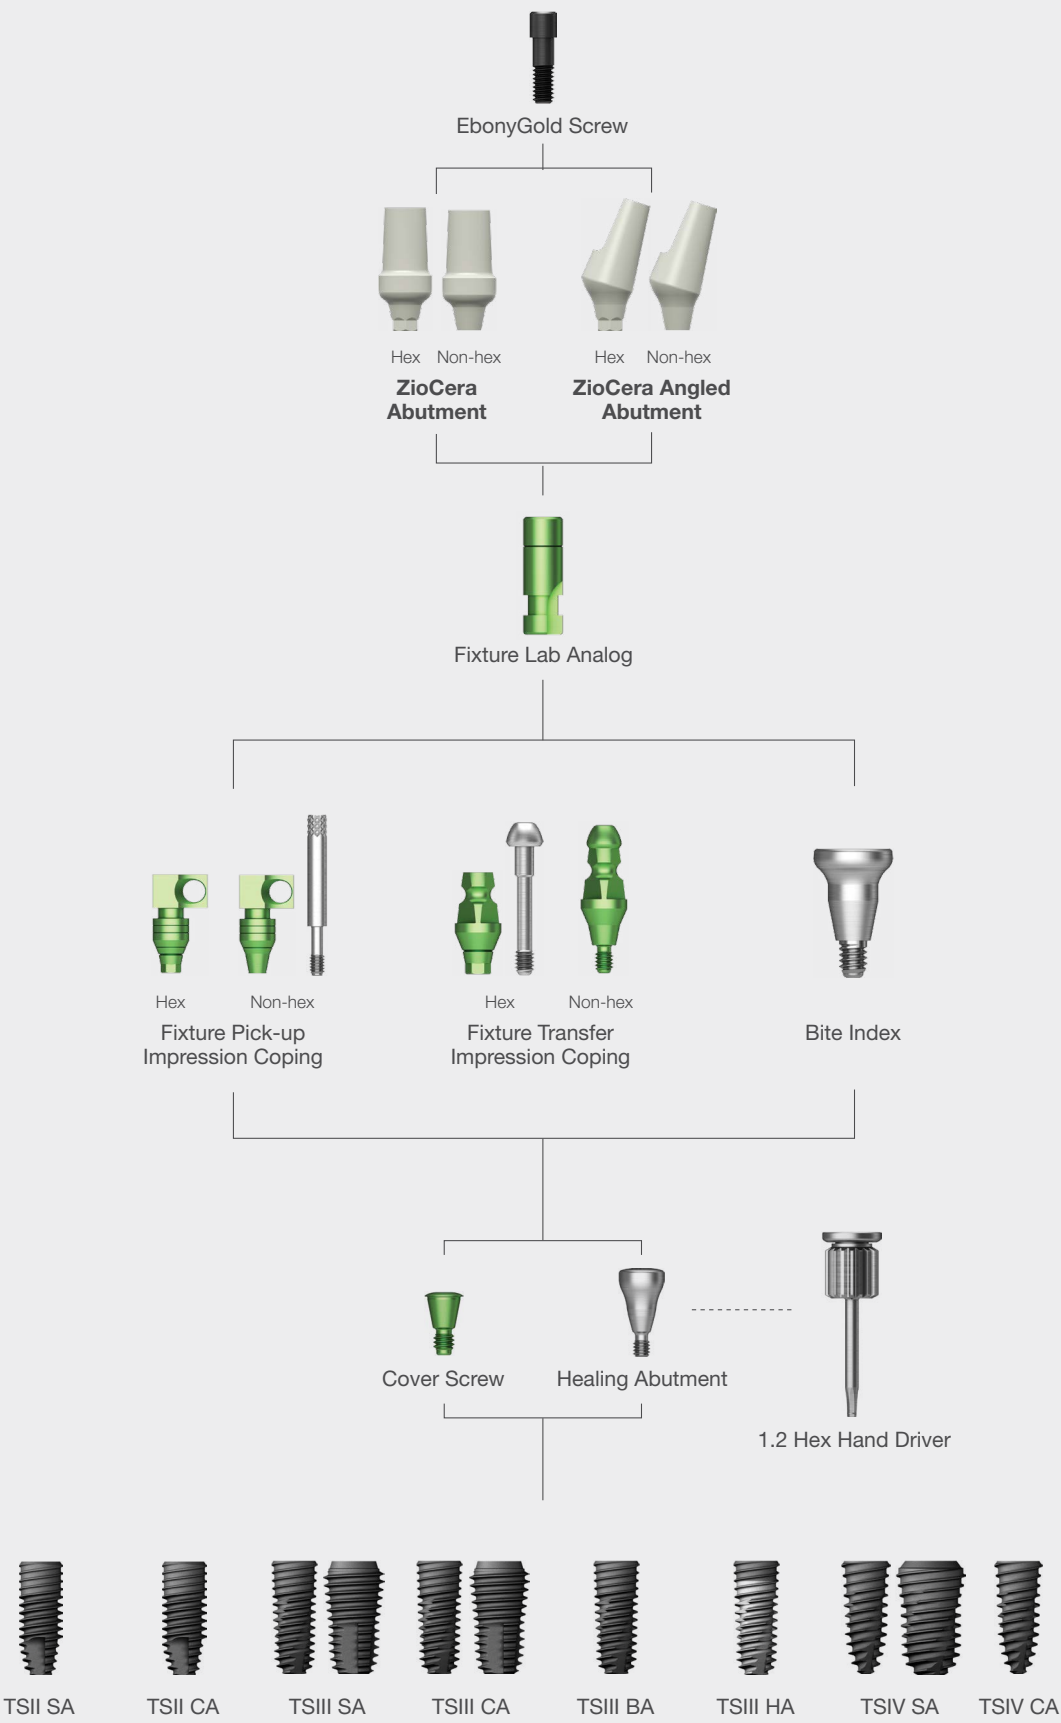 EbonyGold Screw
Hex Non-hex Hex Non-hex
ZioCera
Abutment
ZioCera Angled
Abutment
Fixture Lab Analog
Hex Non-hex Hex Non-hex
Fixture Pick-up
Impression Coping
Fixture Transfer
Impression Coping
Bite Index
Cover Screw
Healing Abutment
1.2 Hex Hand Driver
TSII SA TSII CA TSIII SA TSIII CA TSIII BA TSIII HA TSIV SA TSIV CA